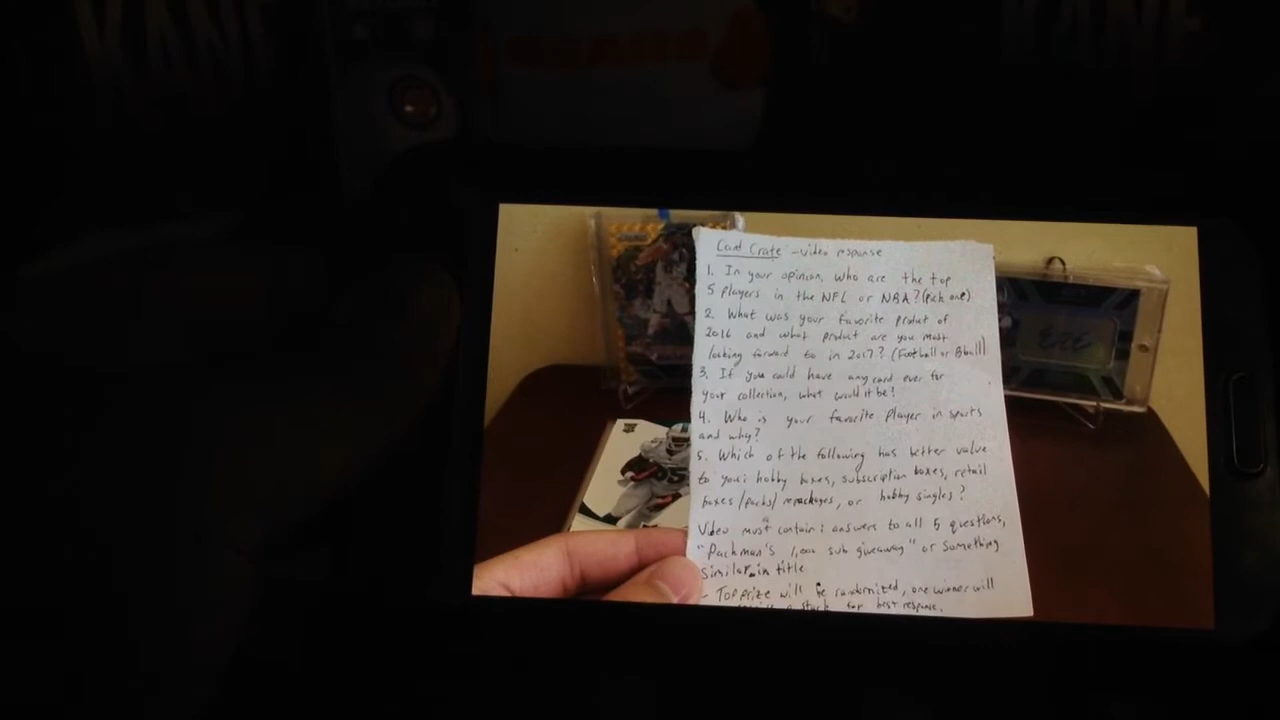 Card Crate - video response
1. In your opinion, who are the top
5 players in the NFL or NBA? (pick one)
2. What was your favorite product of
2016 and what product are you most
looking forward to in 2017? (Football or Bball)
3. If you could have any card ever for
your collection, what would it be?
4. Who is your favorite player in sports
and why?
5. Which of the following has better value
to you: hobby boxes, subscription boxes, retail
boxes/packs/repackages, or hobby singles?
Video must contain: answers to all 5 questions,
"Packman's 1,000 sub giveaway" or something
similar in title
- Top prize will be randomized, one winner will
a stack for best response.